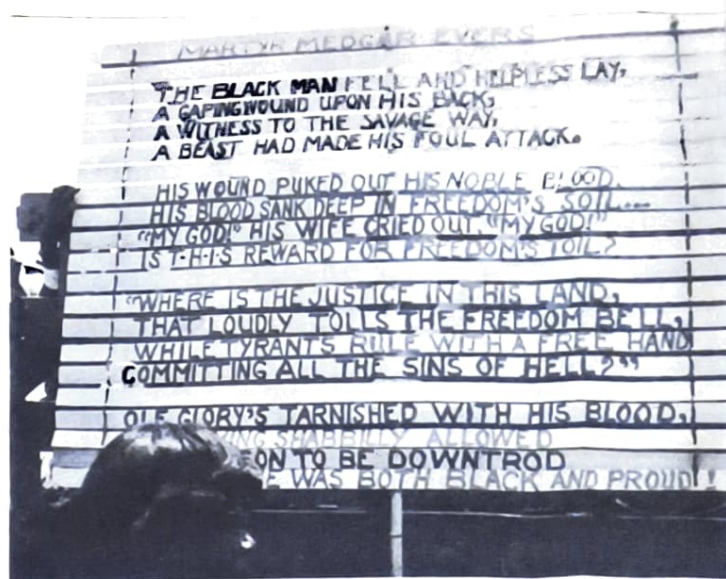 MARTYR MEDGAR EVERS
THE BLACK MAN FELL AND HELPLESS LAY,
A GAPING WOUND UPON HIS BACK,
A WITNESS TO THE SAVAGE WAY,
A BEAST HAD MADE HIS FOUL ATTACK.
HIS WOUND PUKED OUT HIS NOBLE BLOOD.
HIS BLOOD SANK DEEP IN FREEDOM'S SOIL...
"MY GOD!" HIS WIFE CRIED OUT, "MY GOD!"
IS T-H-I-S REWARD FOR FREEDOM'S TOIL?
"WHERE IS THE JUSTICE IN THIS LAND,
THAT LOUDLY TOLLS THE FREEDOM BELL,
WHILE TYRANTS RULE WITH A FREE HAND
COMMITTING ALL THE SINS OF HELL?"
OLE GLORY'S TARNISHED WITH HIS BLOOD,
SHABBILY ALLOWED
ON TO BE DOWNTROD
WAS BOTH BLACK AND PROUD!